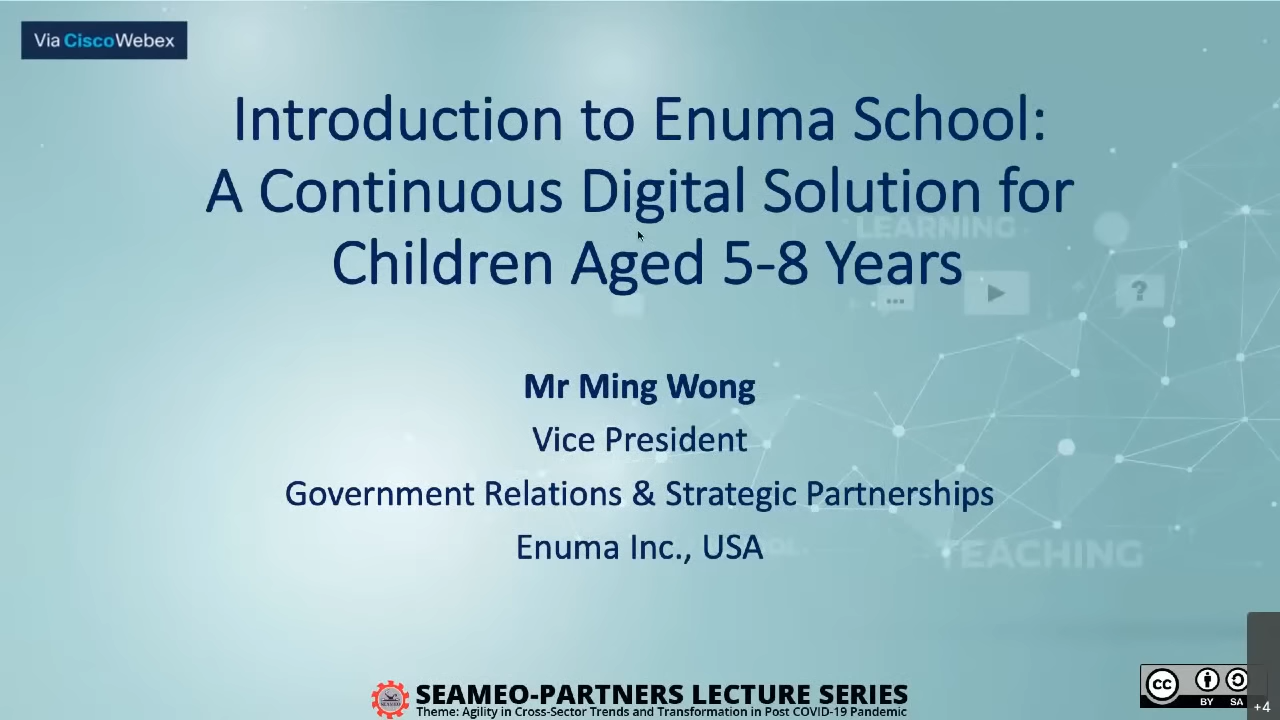 Via CiscoWebex
Introduction to Enuma School:
A Continuous Digital Solution for
Children Aged 5-8 Years
LEARNING
...
?
Mr Ming Wong
Vice President
Government Relations & Strategic Partnerships
Enuma Inc., USA
TEACHING
SEAMEO-PARTNERS LECTURE SERIES
Theme: Agility in Cross-Sector Trends and Transformation in Post COVID-19 Pandemic
SEAMEO
cc
BY SA
+4